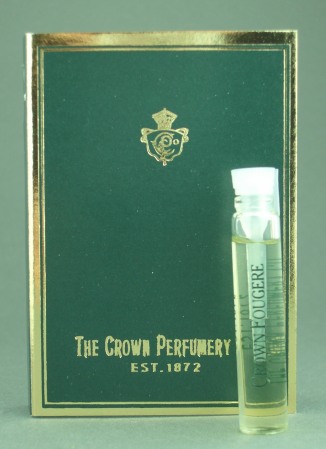 THE CROWN PERFUMERY
EST. 1872
CROWN FOUGERE